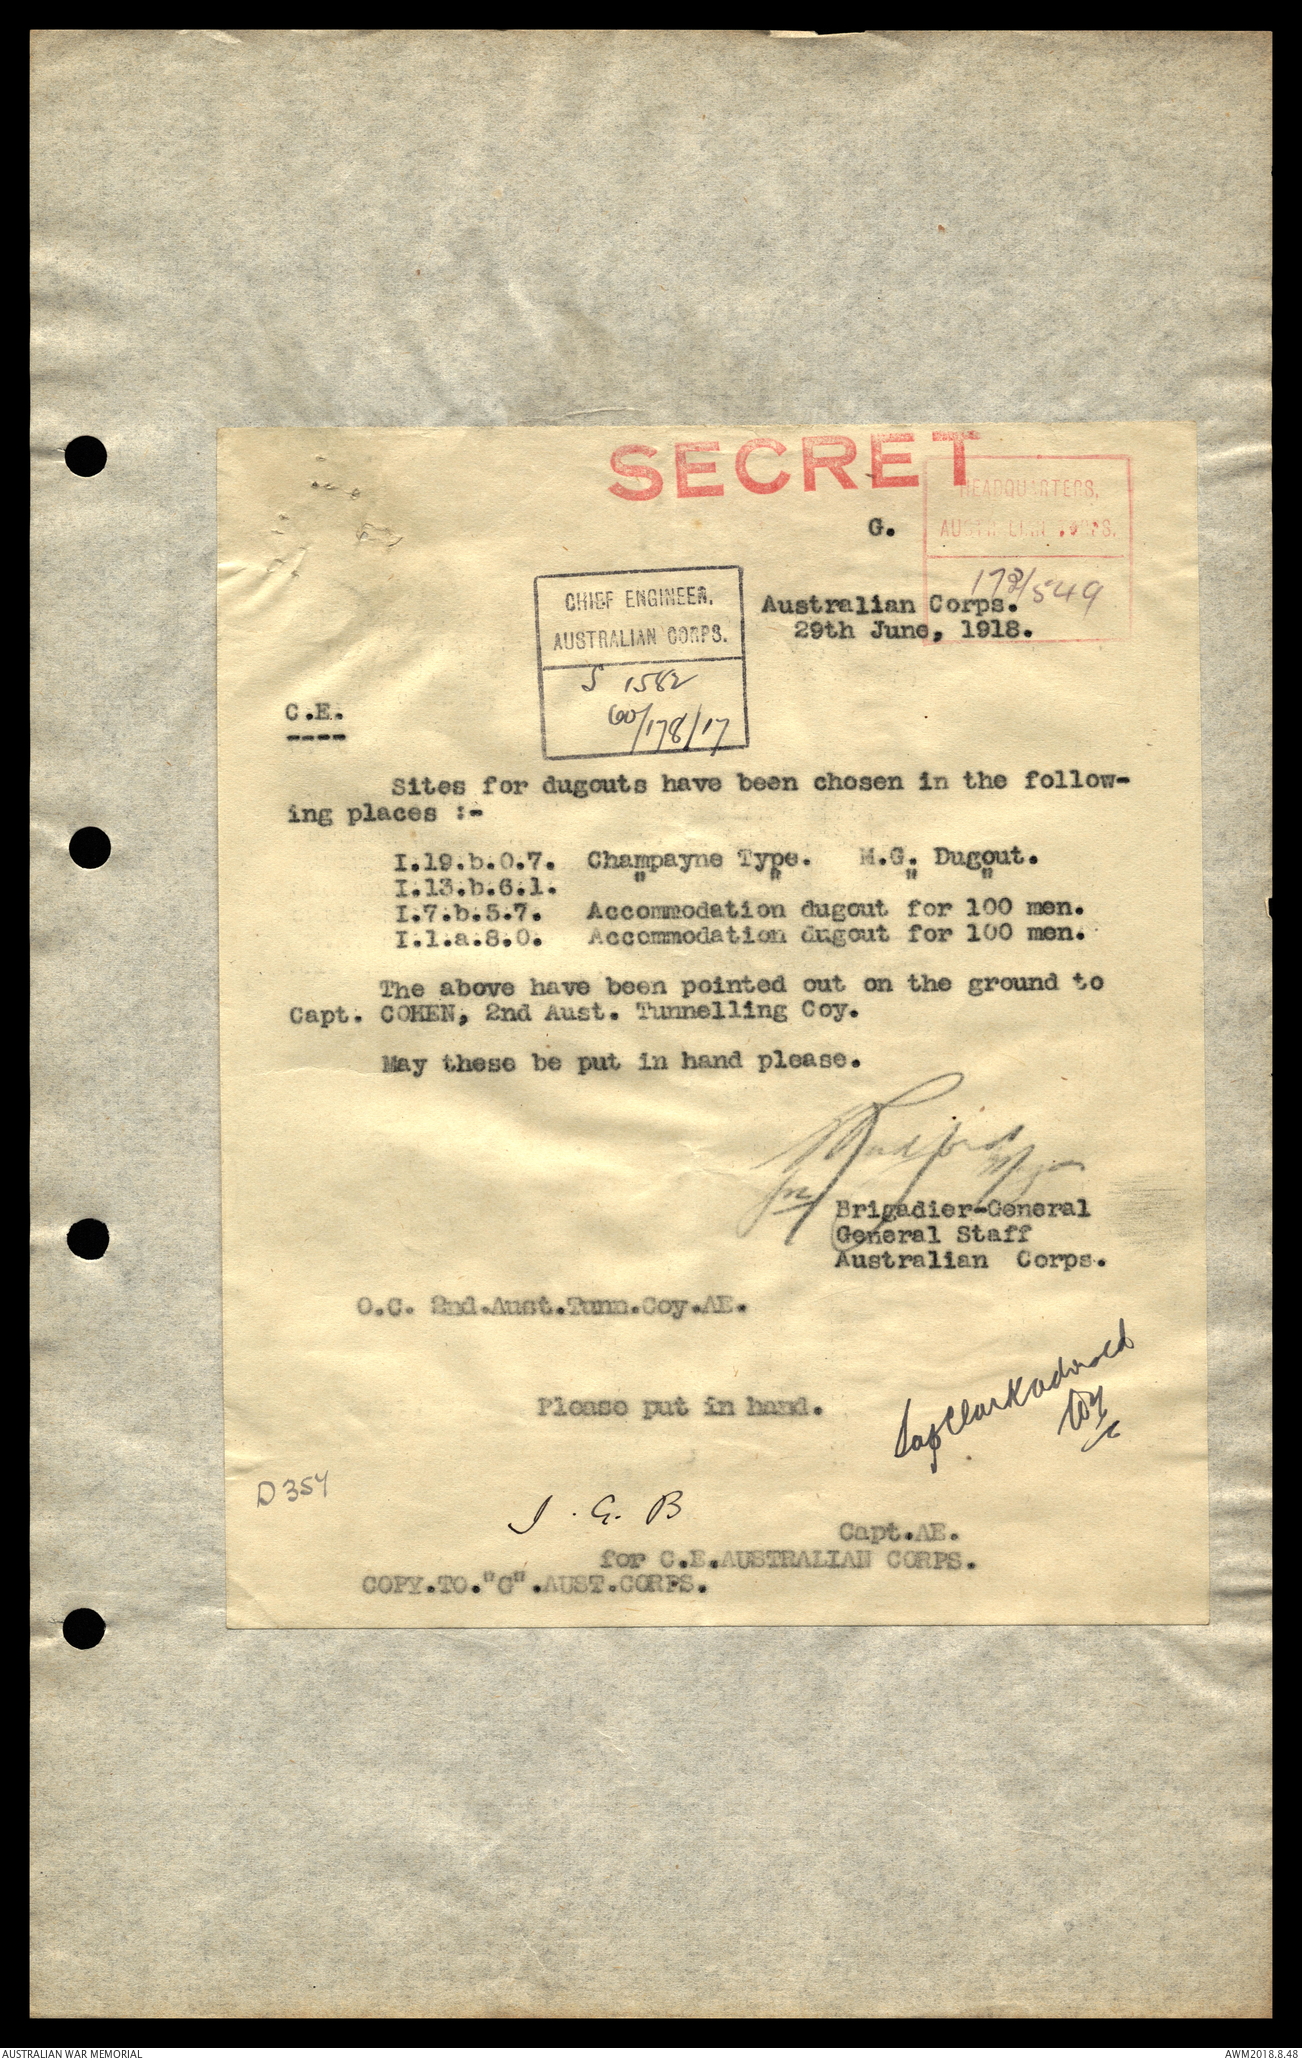 SECRET
HEADQUARTERS,
AUSTRALIAN CORPS.
178/549
G.
CHIEF ENGINEER,
AUSTRALIAN CORPS.
S 1582
60/178/17
Australian Corps.
29th June, 1918.
C.E.
Sites for dugouts have been chosen in the follow-
ing places :-
I.19.b.0.7. Champayne Type. M.G. Dugout.
I.13.b.6.1. " " " "
I.7.b.5.7. Accommodation dugout for 100 men.
I.1.a.8.0. Accommodation dugout for 100 men.
The above have been pointed out on the ground to
Capt. COHEN, 2nd Aust. Tunnelling Coy.
May these be put in hand please.
Major
for
Brigadier-General
General Staff
Australian Corps.
O.C. 2nd.Aust.Tunn.Coy.AE.
Please put in hand.
Cap Clark advised
D354
J. G. B
Capt.AE.
for C.E.AUSTRALIAN CORPS.
COPY.TO."G".AUST.CORPS.
AUSTRALIAN WAR MEMORIAL
AWM2018.8.48